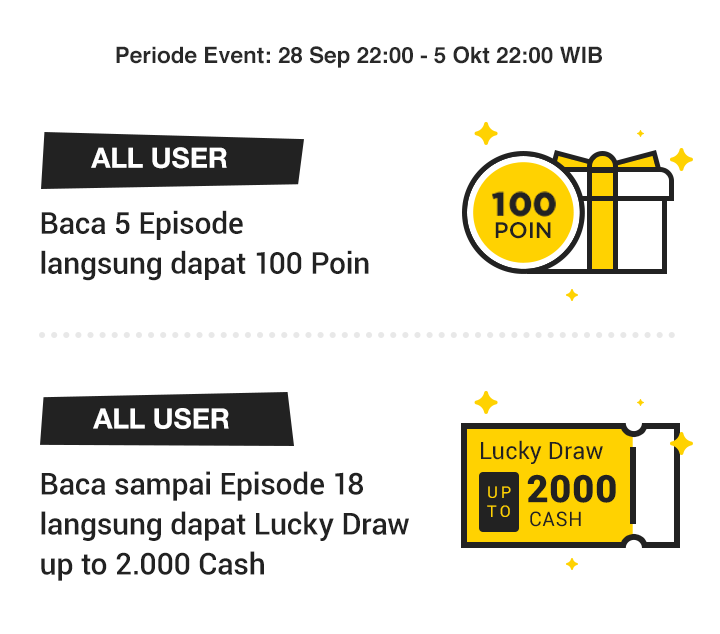 Periode Event: 28 Sep 22:00 - 5 Okt 22:00 WIB
ALL USER
Baca 5 Episode
langsung dapat 100 Poin
100
POIN
ALL USER
Baca sampai Episode 18
langsung dapat Lucky Draw
up to 2.000 Cash
Lucky Draw
UP
TO
2000
CASH